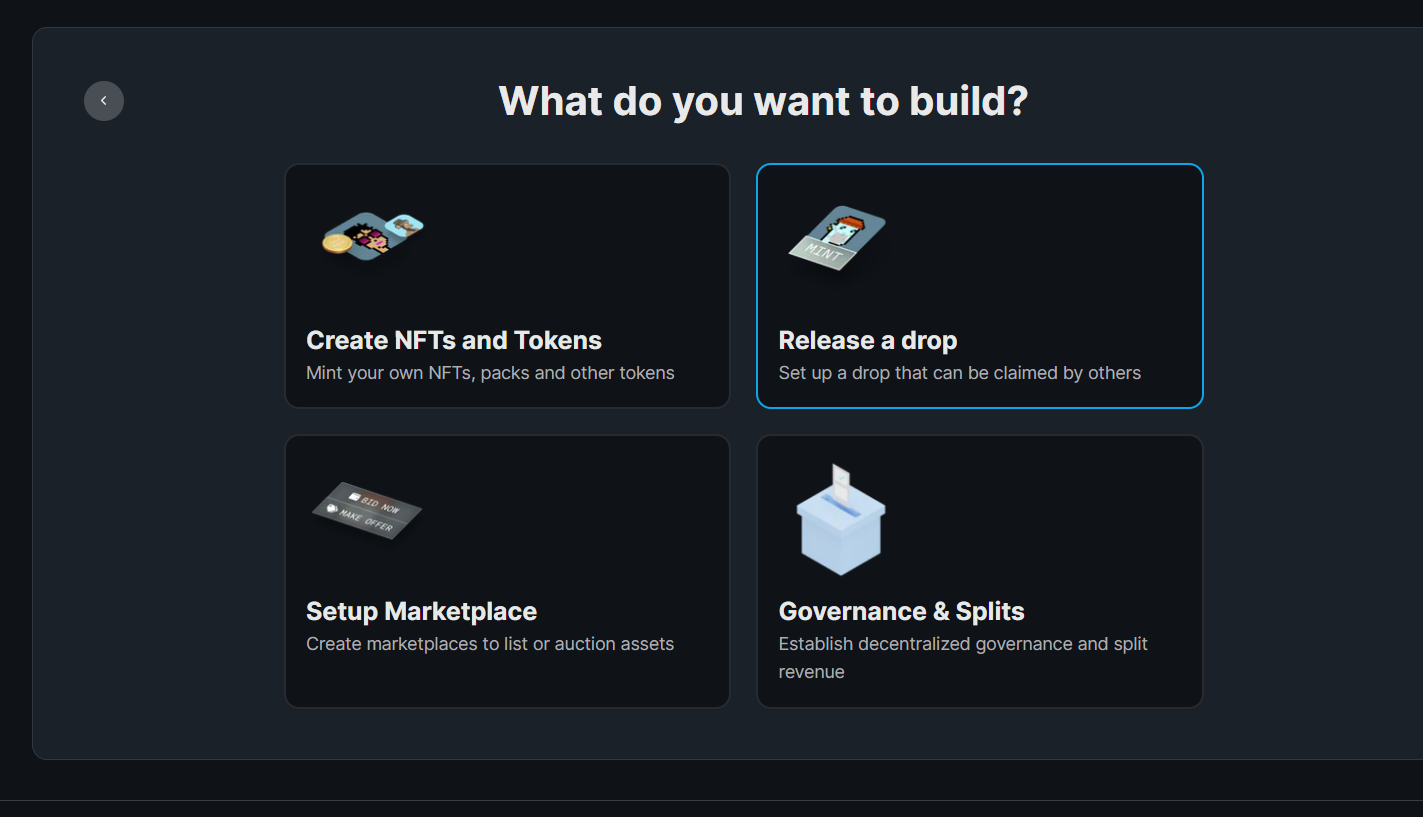 What do you want to build?
Create NFTs and Tokens
Mint your own NFTs, packs and other tokens
MINT
Release a drop
Set up a drop that can be claimed by others
BID NOW
MAKE OFFER
Setup Marketplace
Create marketplaces to list or auction assets
Governance & Splits
Establish decentralized governance and split
revenue